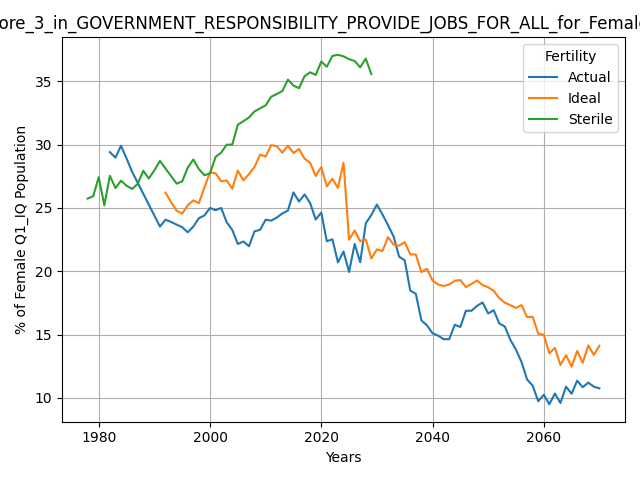 ore_3_in_GOVERNMENT_RESPONSIBILITY_PROVIDE_JOBS_FOR_ALL_for_Female
Fertility
Actual
Ideal
Sterile
% of Female Q1_IQ Population
35
30
25
20
15
10
1980
2000
2020
2040
2060
Years